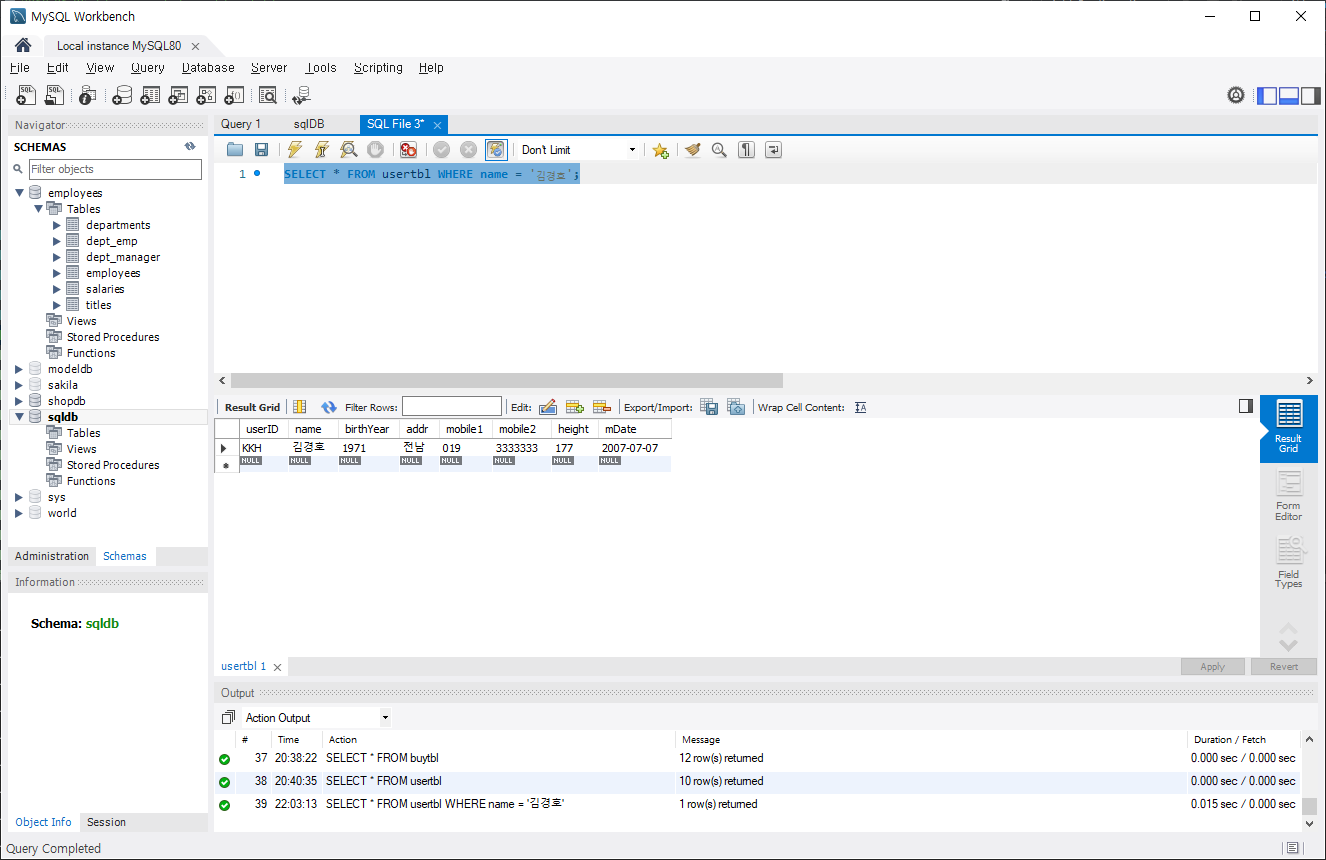 MySQL Workbench
Local instance MySQL80
File Edit View Query Database Server Tools Scripting Help
Navigator
SCHEMAS
Filter objects
employees
Tables
departments
dept_emp
dept_manager
employees
salaries
titles
Views
Stored Procedures
Functions
modeldb
sakila
shopdb
sqldb
Tables
Views
Stored Procedures
Functions
sys
world
Administration Schemas
Information
Schema: sqldb
Object Info Session
Query 1 sqlDB SQL File 3*
Don't Limit
1 SELECT * FROM usertbl WHERE name = '김경호';
Result Grid Filter Rows: Edit: Export/Import: Wrap Cell Content:
userID name birthYear addr mobile1 mobile2 height mDate
KKH 김경호 1971 전남 019 3333333 177 2007-07-07
NULL NULL NULL NULL NULL NULL NULL NULL
Result
Grid
Form
Editor
Field
Types
usertbl 1 Apply Revert
Output
Action Output
# Time Action Message Duration / Fetch
37 20:38:22 SELECT * FROM buytbl 12 row(s) returned 0.000 sec / 0.000 sec
38 20:40:35 SELECT * FROM usertbl 10 row(s) returned 0.000 sec / 0.000 sec
39 22:03:13 SELECT * FROM usertbl WHERE name = '김경호' 1 row(s) returned 0.015 sec / 0.000 sec
Query Completed